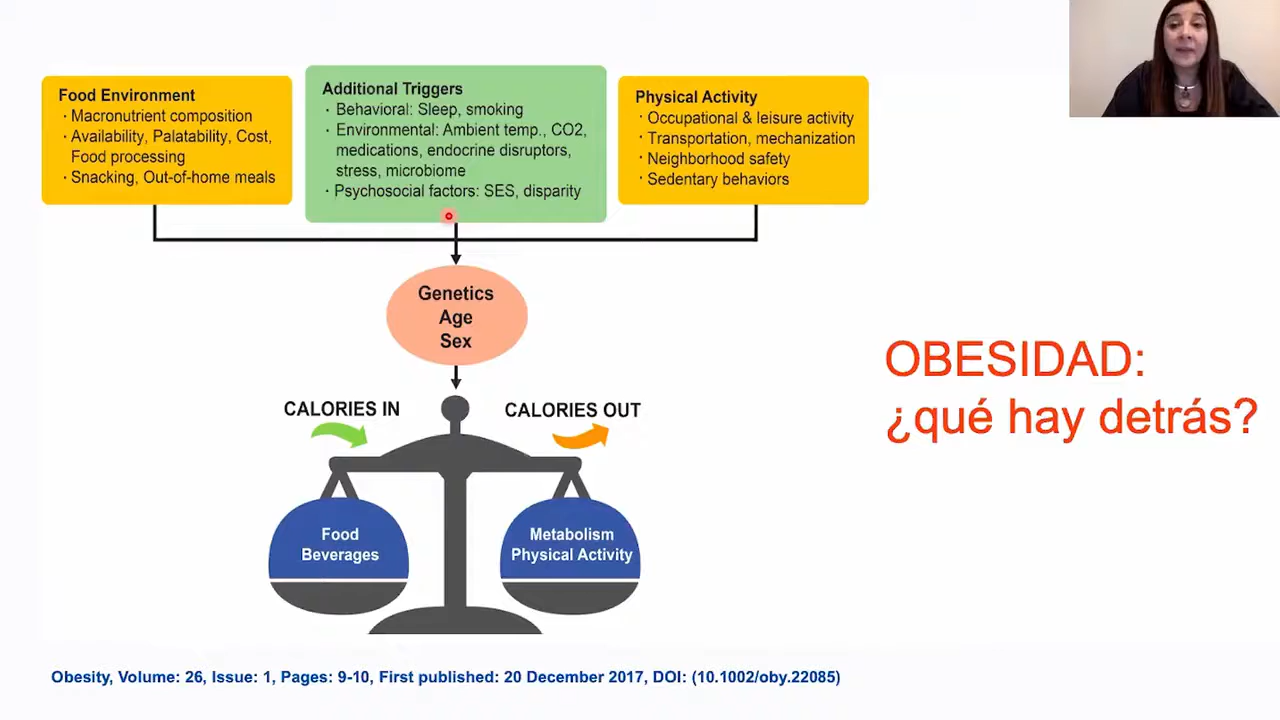 Food Environment
· Macronutrient composition
· Availability, Palatability, Cost,
Food processing
· Snacking, Out-of-home meals
Additional Triggers
· Behavioral: Sleep, smoking
· Environmental: Ambient temp., CO2,
medications, endocrine disruptors,
stress, microbiome
· Psychosocial factors: SES, disparity
Physical Activity
· Occupational & leisure activity
· Transportation, mechanization
· Neighborhood safety
· Sedentary behaviors
Genetics
Age
Sex
CALORIES IN
CALORIES OUT
Food
Beverages
Metabolism
Physical Activity
OBESIDAD:
¿qué hay detrás?
Obesity, Volume: 26, Issue: 1, Pages: 9-10, First published: 20 December 2017, DOI: (10.1002/oby.22085)